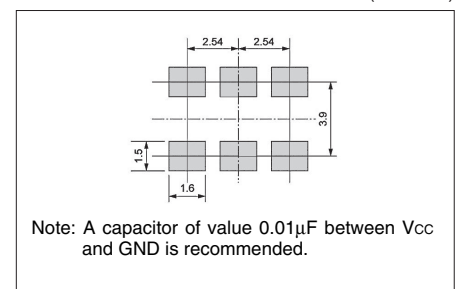 2.54 2.54
3.9
1.5
1.6
Note: A capacitor of value 0.01µF between Vcc
and GND is recommended.